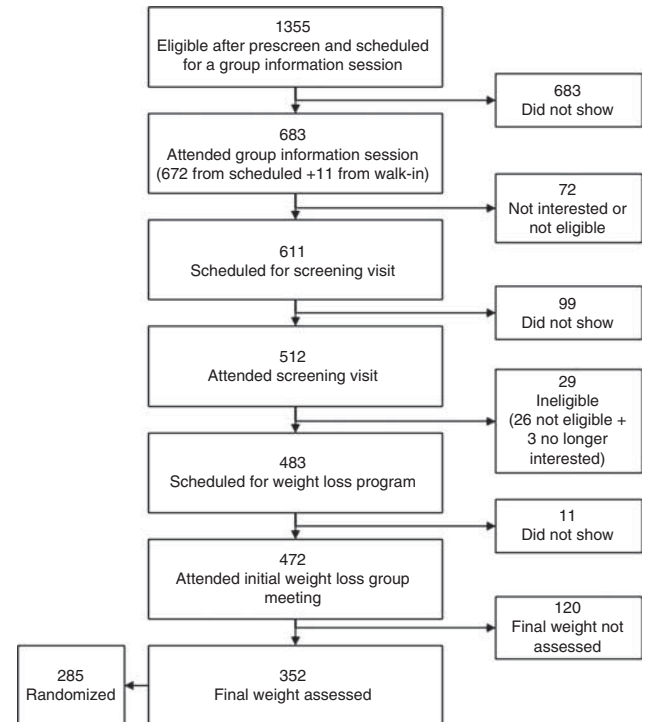 1355
Eligible after prescreen and scheduled
for a group information session
683
Did not show
683
Attended group information session
(672 from scheduled +11 from walk-in)
72
Not interested or
not eligible
611
Scheduled for screening visit
99
Did not show
512
Attended screening visit
29
Ineligible
(26 not eligible +
3 no longer
interested)
483
Scheduled for weight loss program
11
Did not show
472
Attended initial weight loss group
meeting
120
Final weight not
assessed
285
Randomized
352
Final weight assessed